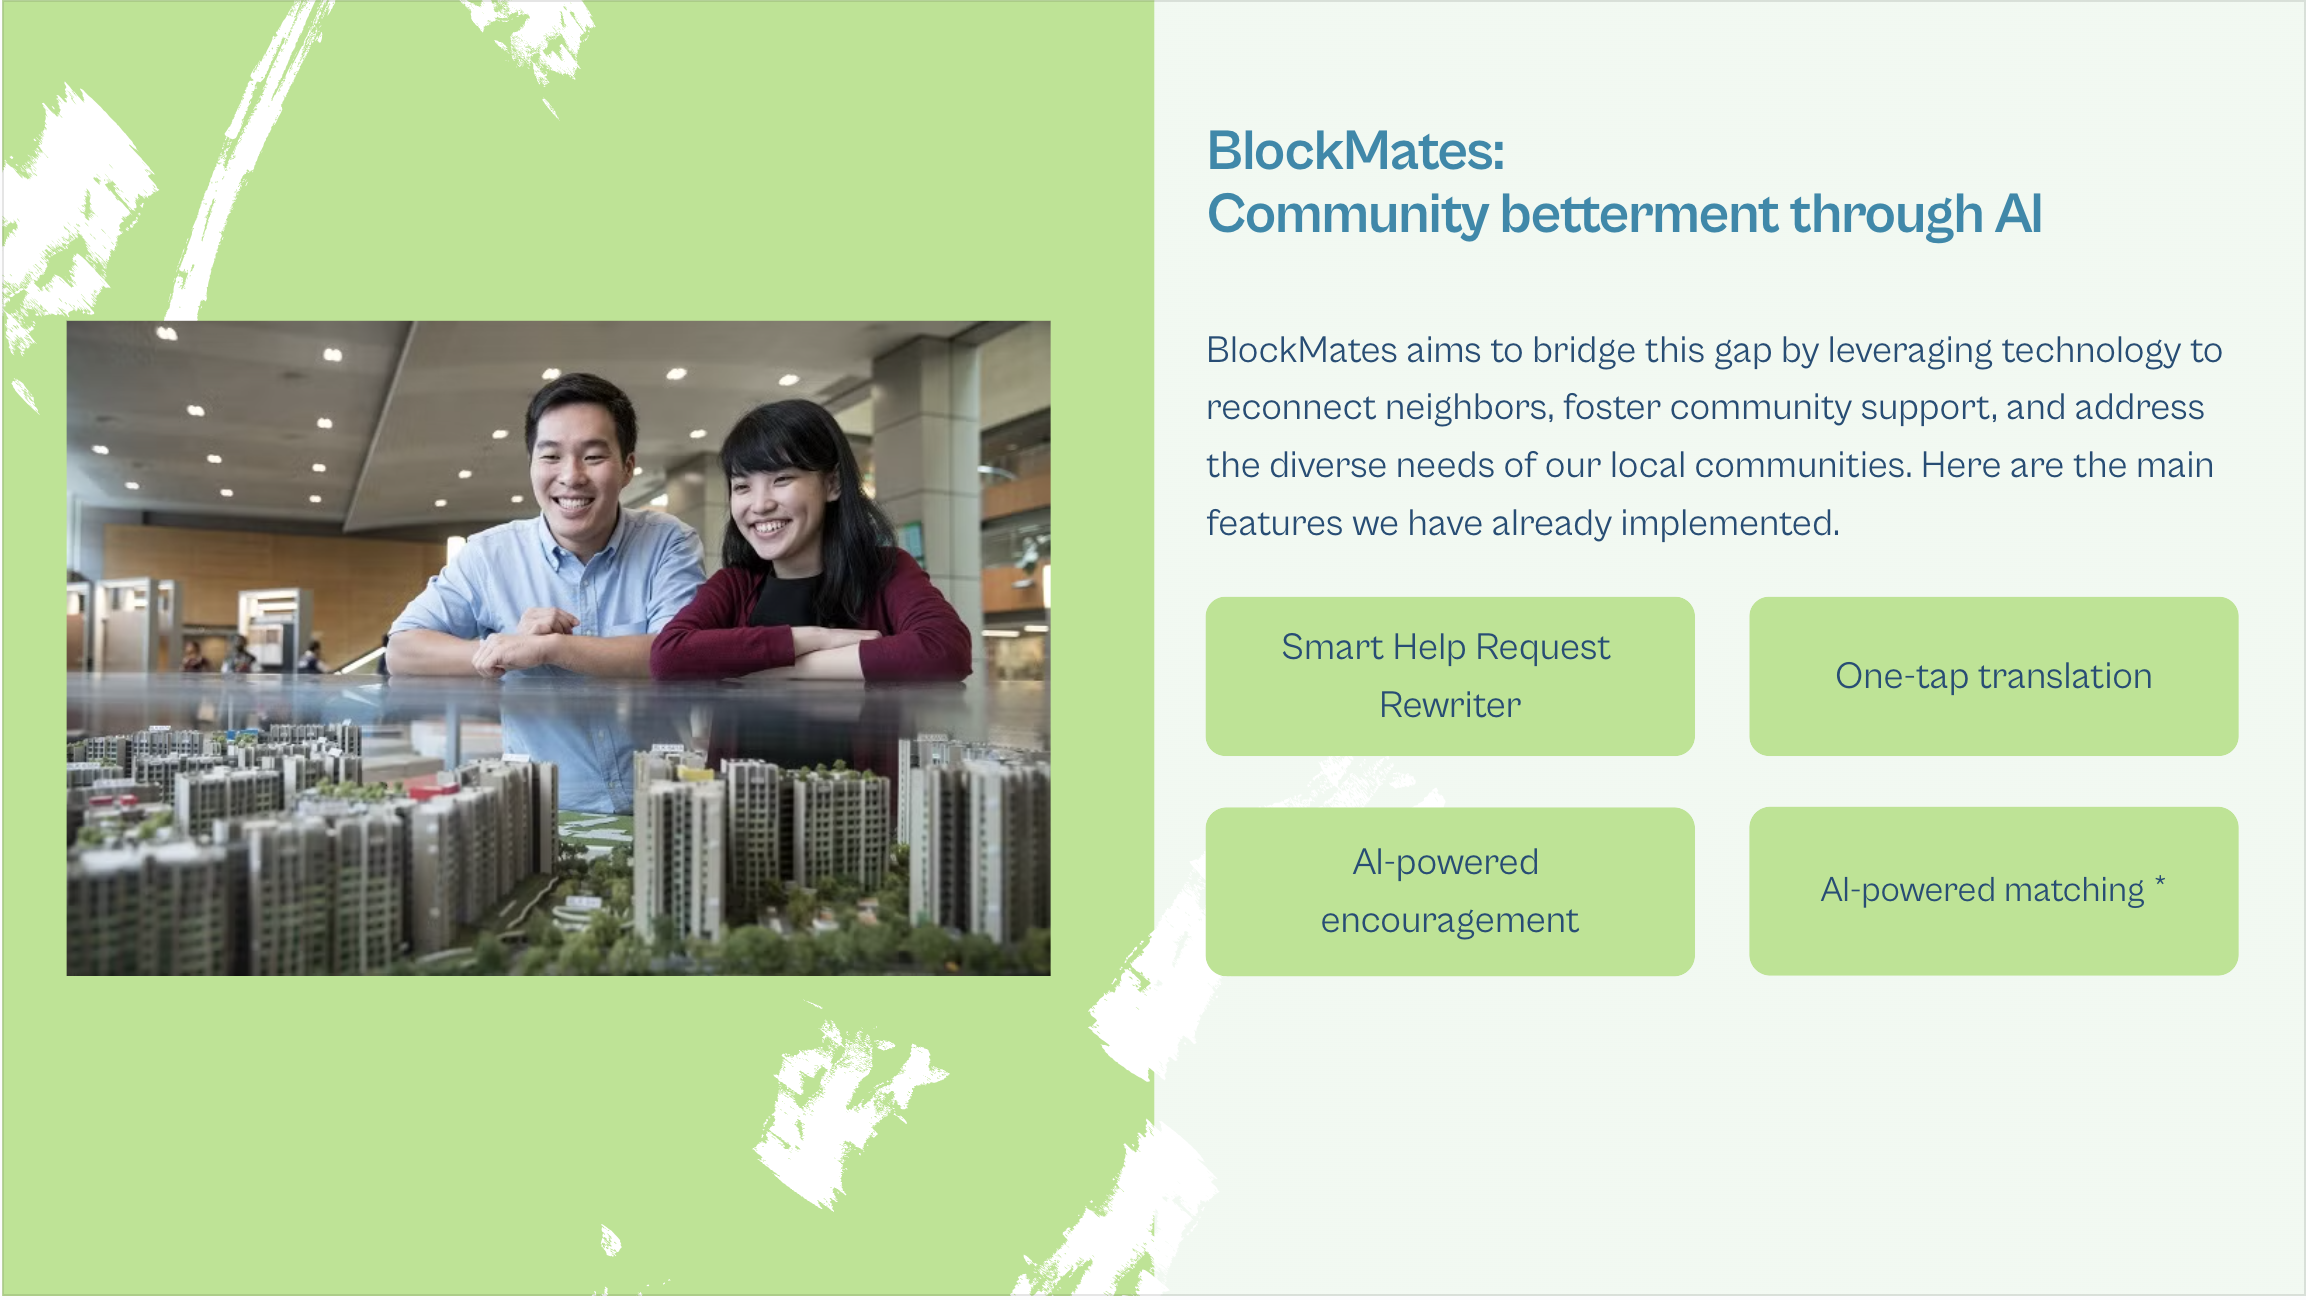 BlockMates:
Community betterment through AI
BlockMates aims to bridge this gap by leveraging technology to
reconnect neighbors, foster community support, and address
the diverse needs of our local communities. Here are the main
features we have already implemented.
Smart Help Request
Rewriter
One-tap translation
AI-powered
encouragement
AI-powered matching *